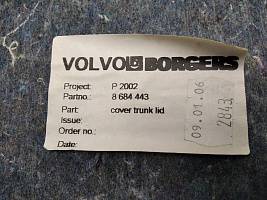 VOLVO BORGERS
Project: P 2002
Partno.: 8 684 443
Part: cover trunk lid
Issue:
Order no.:
Date:
09.01.06
2843